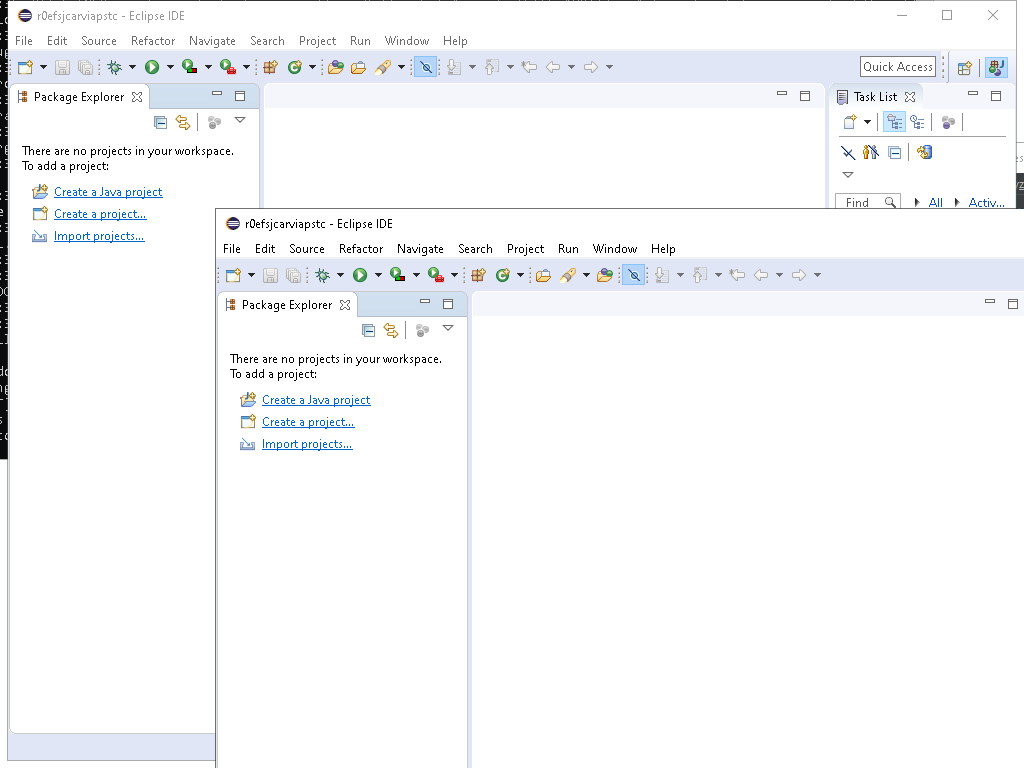 r0efsjcarviapstc - Eclipse IDE
File Edit Source Refactor Navigate Search Project Run Window Help
Quick Access
Package Explorer
Task List
There are no projects in your workspace.
To add a project:
Create a Java project
Create a project...
Import projects...
Find
All
Activ...
r0efsjcarviapstc - Eclipse IDE
File Edit Source Refactor Navigate Search Project Run Window Help
Package Explorer
There are no projects in your workspace.
To add a project:
Create a Java project
Create a project...
Import projects...